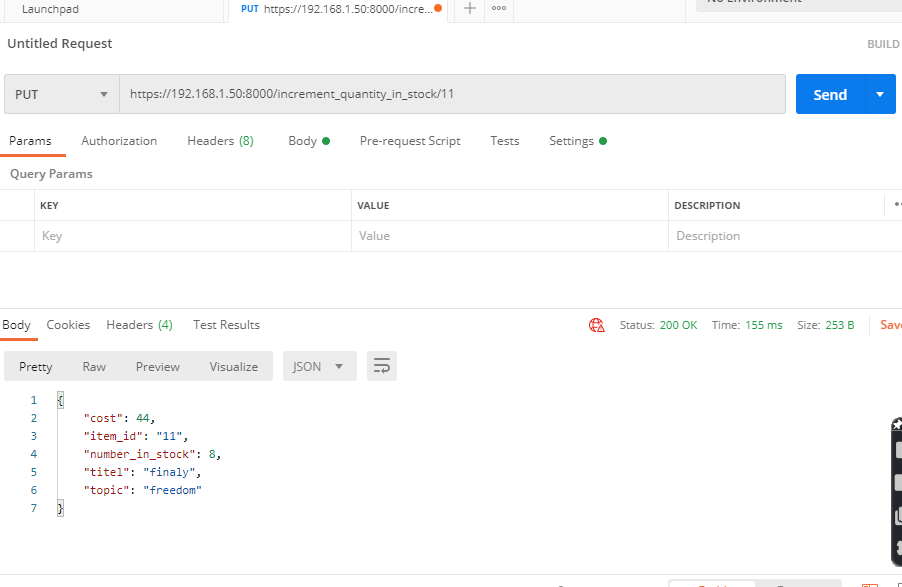 Launchpad
PUT https://192.168.1.50:8000/incre...
No Environment
Untitled Request
BUILD
PUT
https://192.168.1.50:8000/increment_quantity_in_stock/11
Send
Params Authorization Headers (8) Body Pre-request Script Tests Settings
Query Params
KEY VALUE DESCRIPTION
Key Value Description
Body Cookies Headers (4) Test Results
Status: 200 OK Time: 155 ms Size: 253 B
Save
Pretty Raw Preview Visualize JSON
1 {
2 "cost": 44,
3 "item_id": "11",
4 "number_in_stock": 8,
5 "titel": "finaly",
6 "topic": "freedom"
7 }